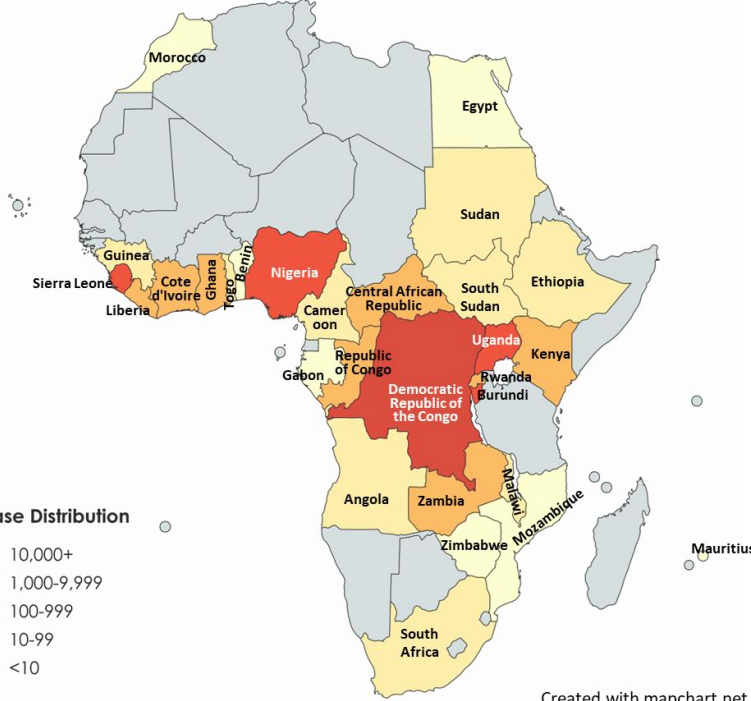 Morocco
Egypt
Sudan
Guinea
Sierra Leone
Liberia
Cote
d'Ivoire
Ghana
Togo
Benin
Nigeria
Camer
oon
Central African
Republic
South
Sudan
Ethiopia
Uganda
Kenya
Gabon
Republic
of Congo
Democratic
Republic of
the Congo
Rwanda
Burundi
Angola
Zambia
Malawi
Mozambique
Zimbabwe
Mauritius
South
Africa
ase Distribution
10,000+
1,000-9,999
100-999
10-99
<10
Created with mapchart.net